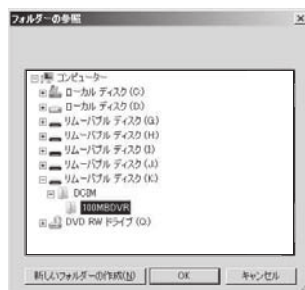 フォルダーの参照
コンピューター
ローカル ディスク (C)
ローカル ディスク (D)
リムーバブル ディスク (G)
リムーバブル ディスク (H)
リムーバブル ディスク (I)
リムーバブル ディスク (J)
リムーバブル ディスク (K)
DCIM
100MBDVR
DVD RW ドライブ (Q)
新しいフォルダーの作成(N)
OK
キャンセル